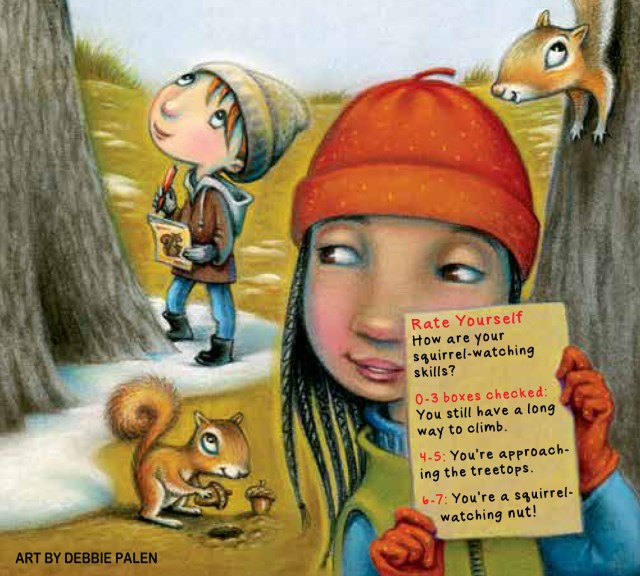 Rate Yourself
How are your
squirrel-watching
skills?
0-3 boxes checked:
You still have a long
way to climb.
4-5: You're approach-
ing the treetops.
6-7: You're a squirrel-
watching nut!
ART BY DEBBIE PALEN